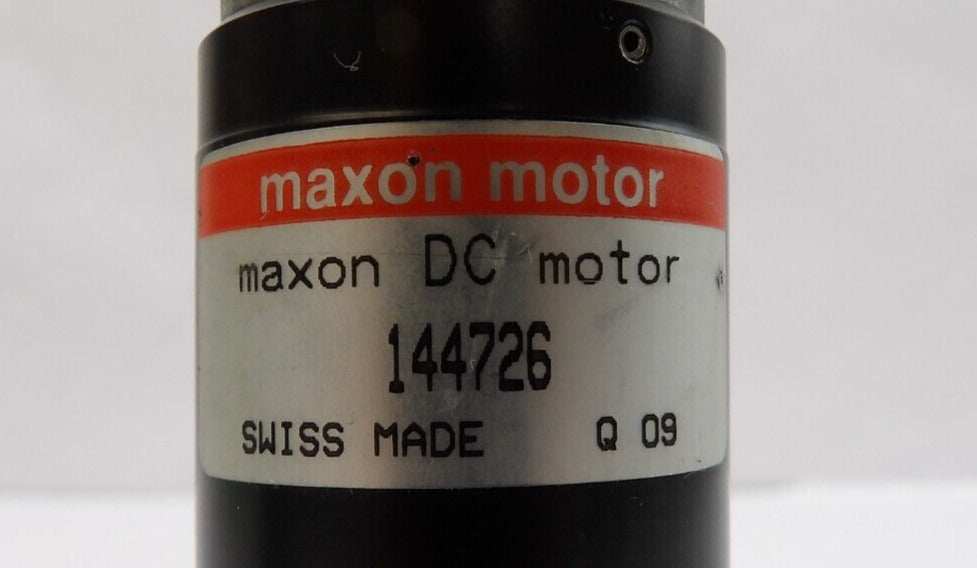 maxon motor
maxon DC motor
144726
SWISS MADE Q 09